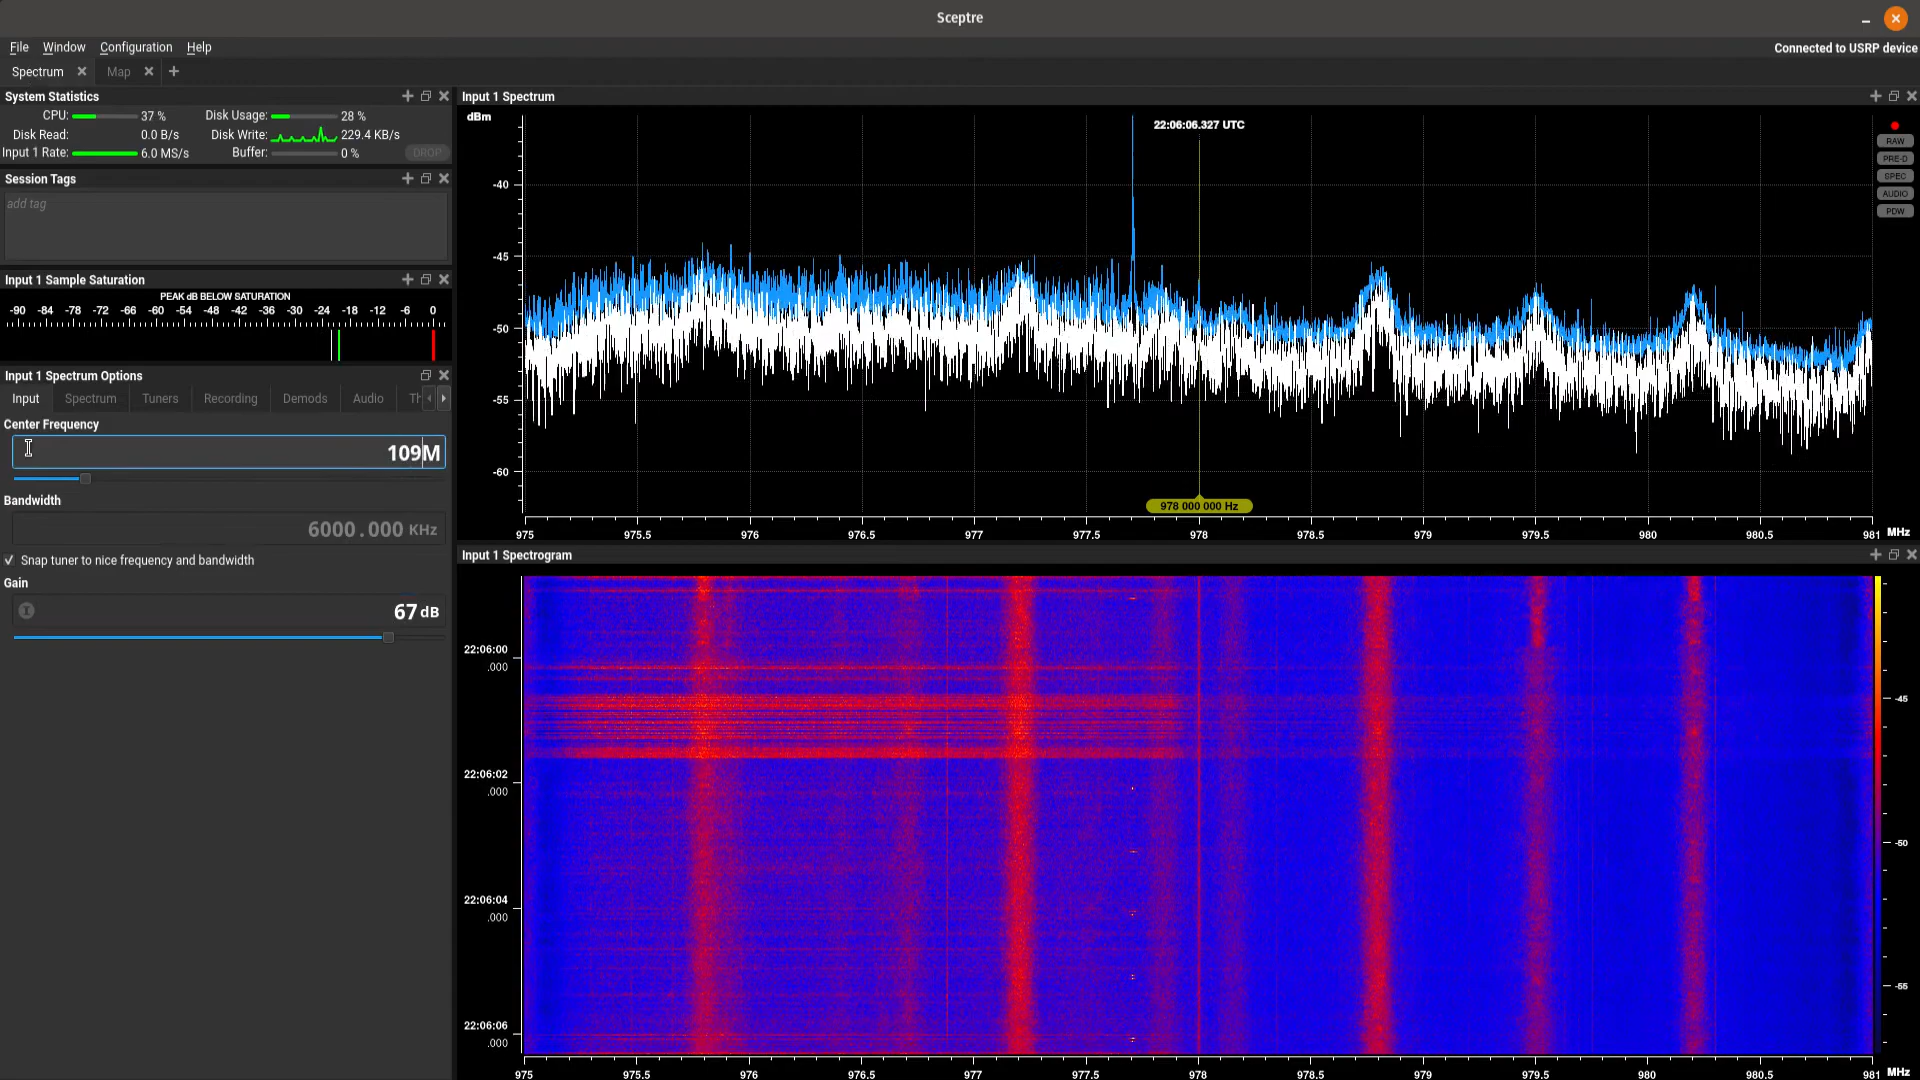 Sceptre
File Window Configuration Help
Connected to USRP device
Spectrum Map
System Statistics
CPU: 37 % Disk Usage: 28 %
Disk Read: 0.0 B/s Disk Write: 229.4 KB/s
Input 1 Rate: 6.0 MS/s Buffer: 0 % DROP
Session Tags
add tag
Input 1 Sample Saturation
PEAK dB BELOW SATURATION
-90 -84 -78 -72 -66 -60 -54 -48 -42 -36 -30 -24 -18 -12 -6 0
Input 1 Spectrum Options
Input Spectrum Tuners Recording Demods Audio Th
Center Frequency
109M
Bandwidth
6000.000 KHz
Snap tuner to nice frequency and bandwidth
Gain
67 dB
Input 1 Spectrum
dBm
22:06:06.327 UTC
RAW
PRE-D
SPEC
AUDIO
PDW
-40
-45
-50
-55
-60
978 000 000 Hz
975 975.5 976 976.5 977 977.5 978 978.5 979 979.5 980 980.5 981 MHz
Input 1 Spectrogram
22:06:00
.000
22:06:02
.000
22:06:04
.000
22:06:06
.000
-45
-50
-55
975 975.5 976 976.5 977 977.5 978 978.5 979 979.5 980 980.5 981 MHz